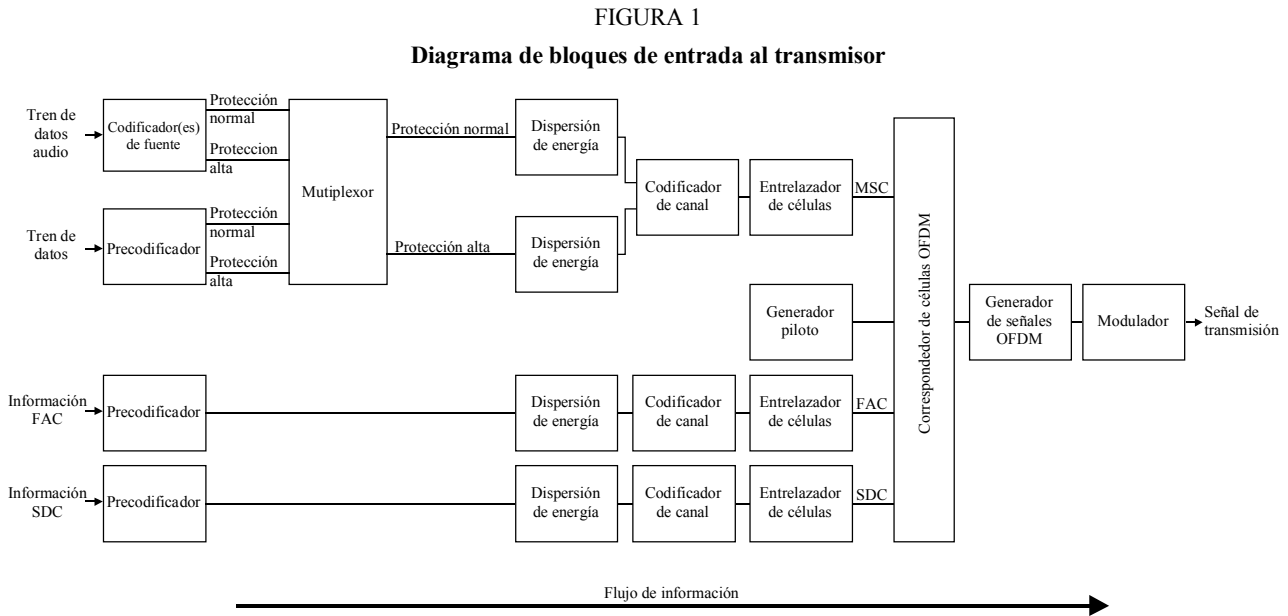 FIGURA 1
Diagrama de bloques de entrada al transmisor
Tren de
datos
audio
Codificador(es)
de fuente
Protección
normal
Proteccion
alta
Mutiplexor
Protección normal
Dispersión
de energía
Codificador
de canal
Entrelazador
de células
MSC
Tren de
datos
Precodificador
Protección
normal
Protección
alta
Protección alta
Dispersión
de energía
Generador
piloto
Correspondedor de células OFDM
Generador
de señales
OFDM
Modulador
Señal de
transmisión
Información
FAC
Precodificador
Dispersión
de energía
Codificador
de canal
Entrelazador
de células
FAC
Información
SDC
Precodificador
Dispersión
de energía
Codificador
de canal
Entrelazador
de células
SDC
Flujo de información